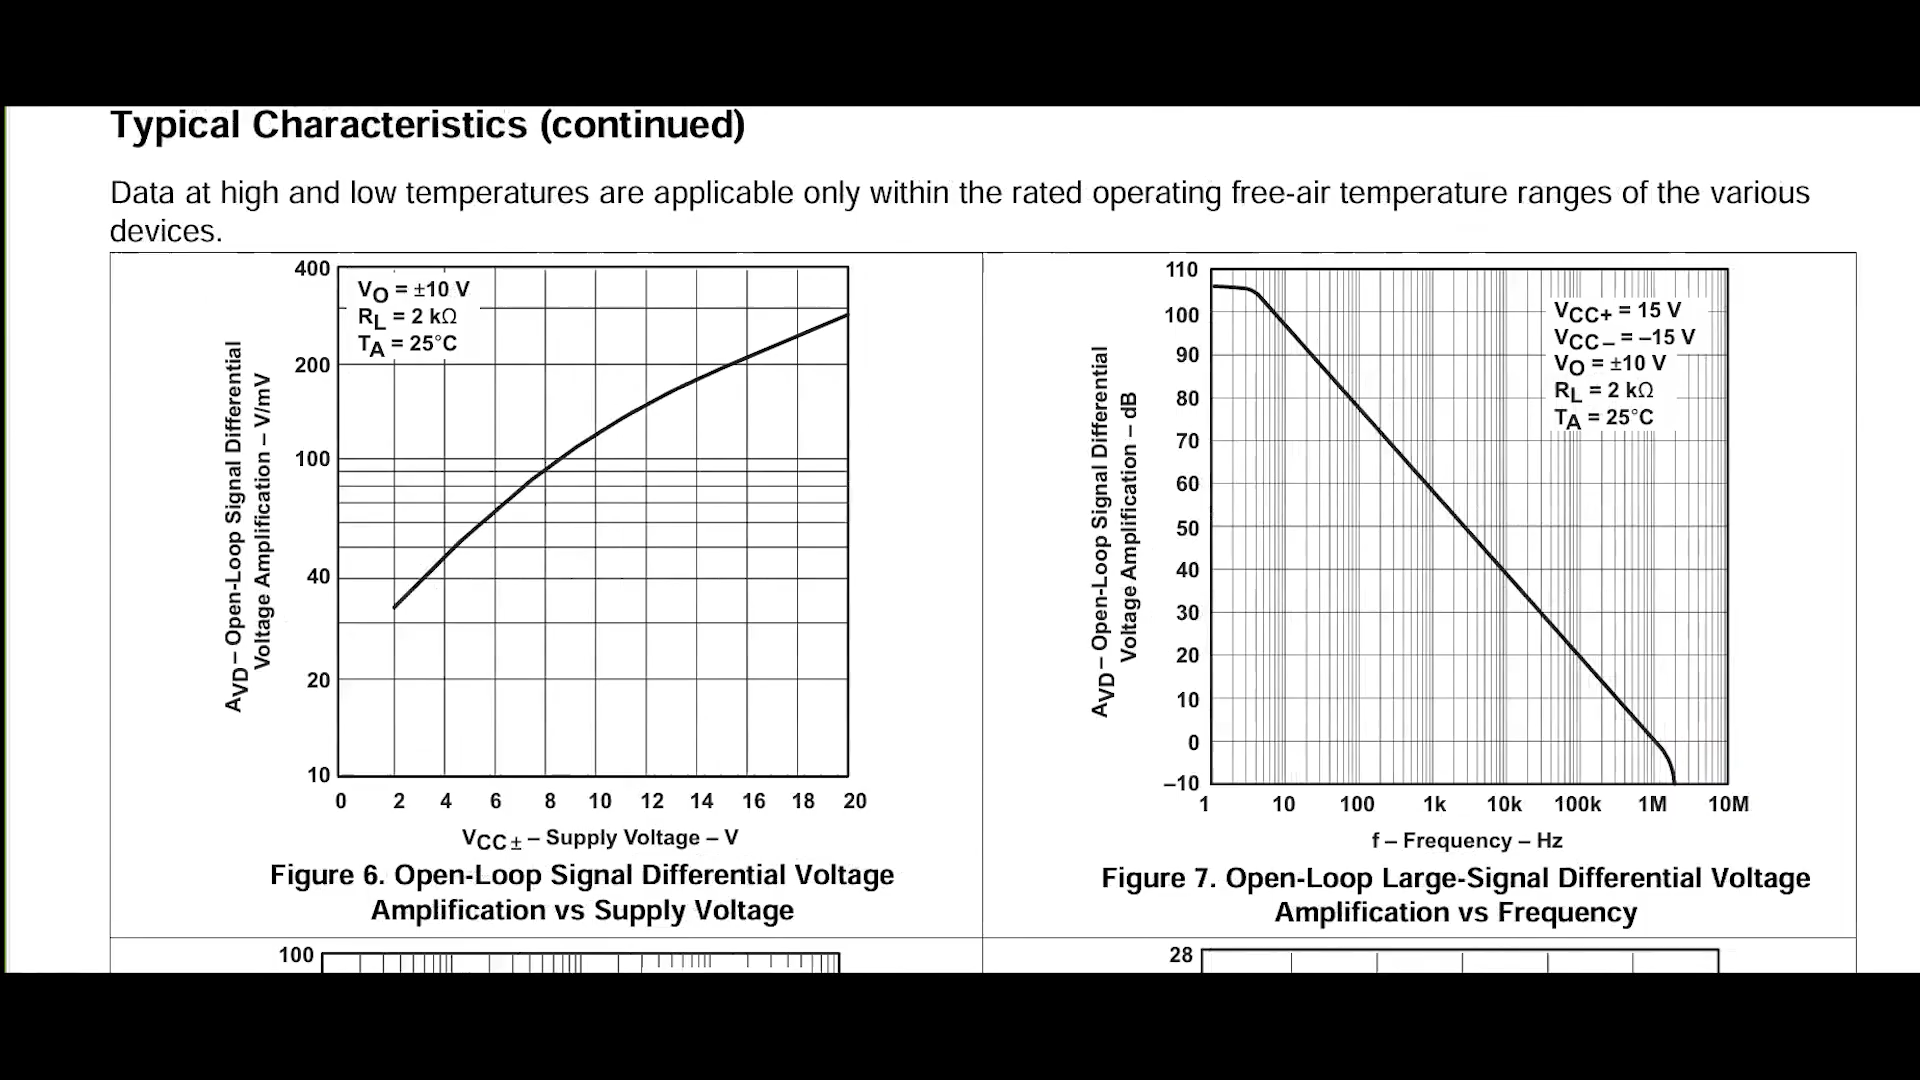 Typical Characteristics (continued)
Data at high and low temperatures are applicable only within the rated operating free-air temperature ranges of the various
devices.
400
200
100
40
20
10
VO = ±10 V
RL = 2 kΩ
TA = 25°C
AVD – Open-Loop Signal Differential
Voltage Amplification – V/mV
0 2 4 6 8 10 12 14 16 18 20
VCC± – Supply Voltage – V
Figure 6. Open-Loop Signal Differential Voltage
Amplification vs Supply Voltage
110
100
90
80
70
60
50
40
30
20
10
0
–10
VCC+ = 15 V
VCC– = –15 V
VO = ±10 V
RL = 2 kΩ
TA = 25°C
AVD – Open-Loop Signal Differential
Voltage Amplification – dB
1 10 100 1k 10k 100k 1M 10M
f – Frequency – Hz
Figure 7. Open-Loop Large-Signal Differential Voltage
Amplification vs Frequency
100
28